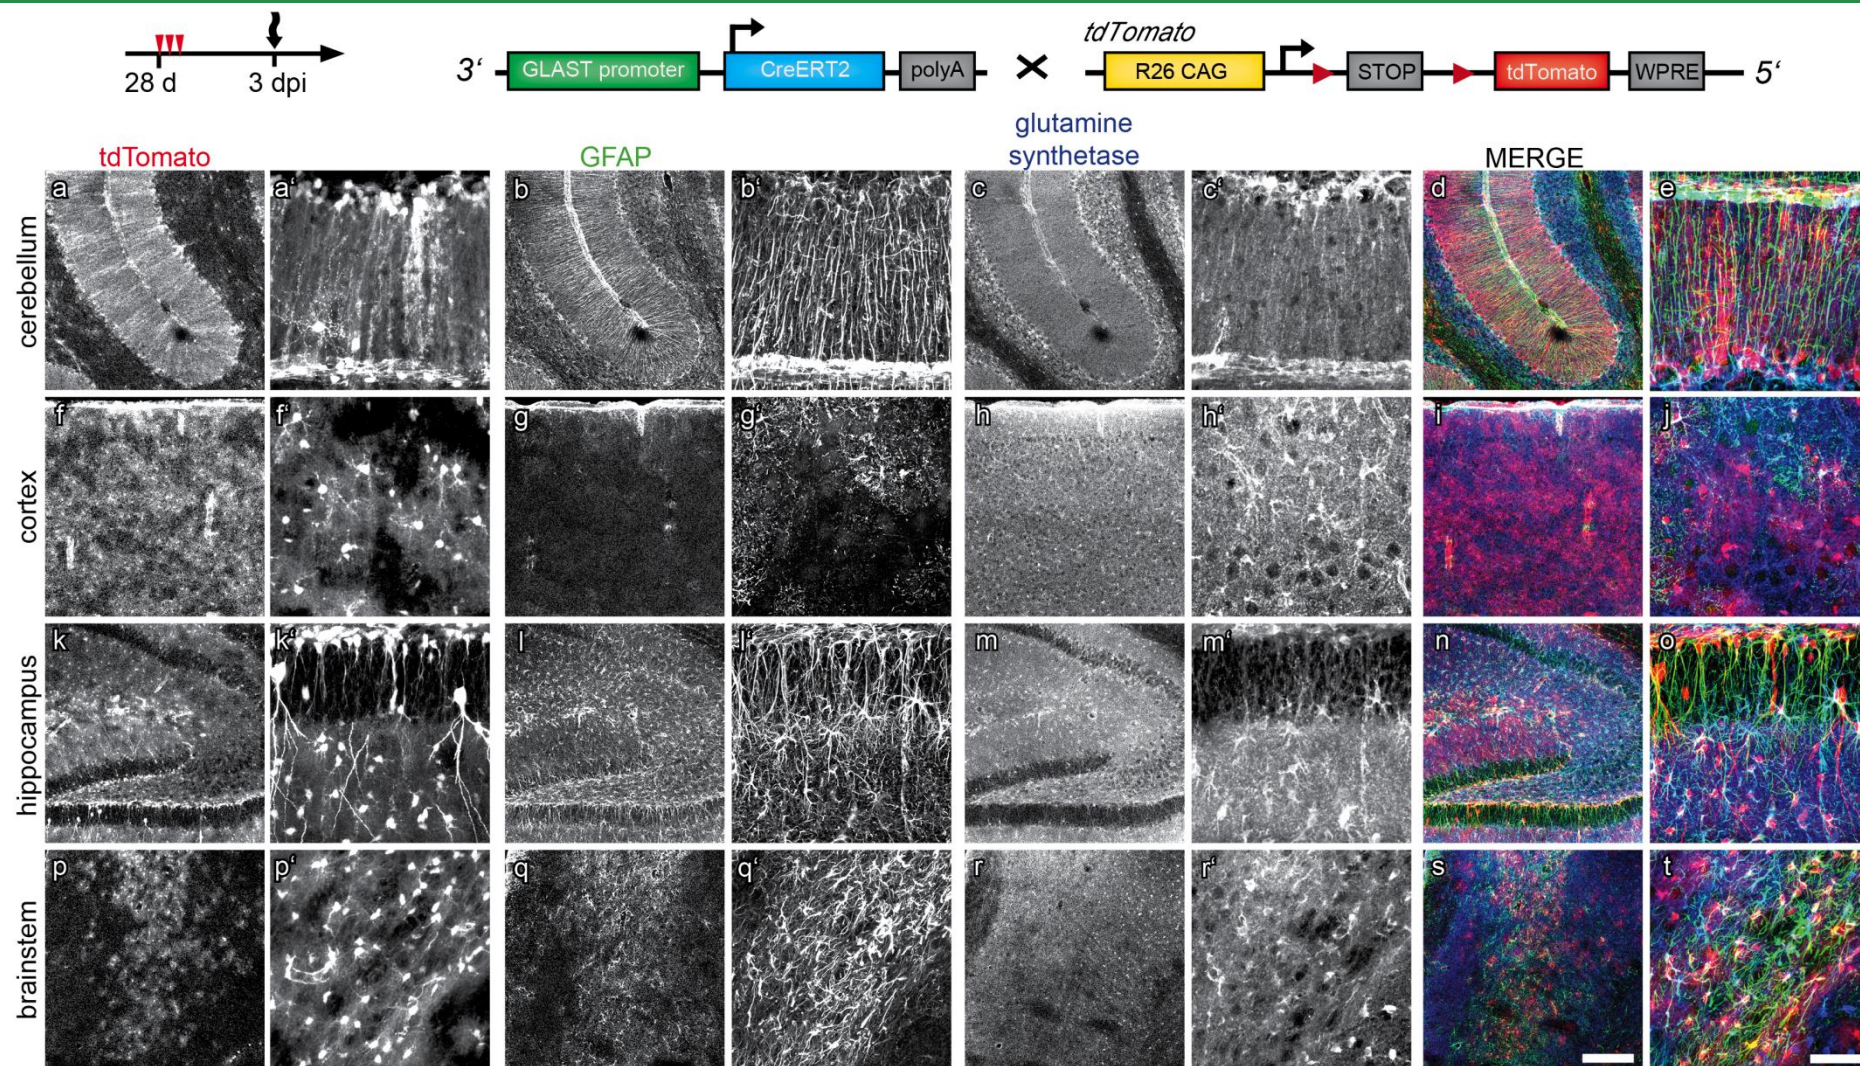 tdTomato
3‘ GLAST promoter CreERT2 polyA × R26 CAG STOP tdTomato WPRE 5‘
28 d 3 dpi
tdTomato GFAP glutamine synthetase MERGE
cerebellum
a a‘ b b‘ c c‘ d e
cortex
f f‘ g g‘ h h‘ i j
hippocampus
k k‘ l l‘ m m‘ n o
brainstem
p p‘ q q‘ r r‘ s t